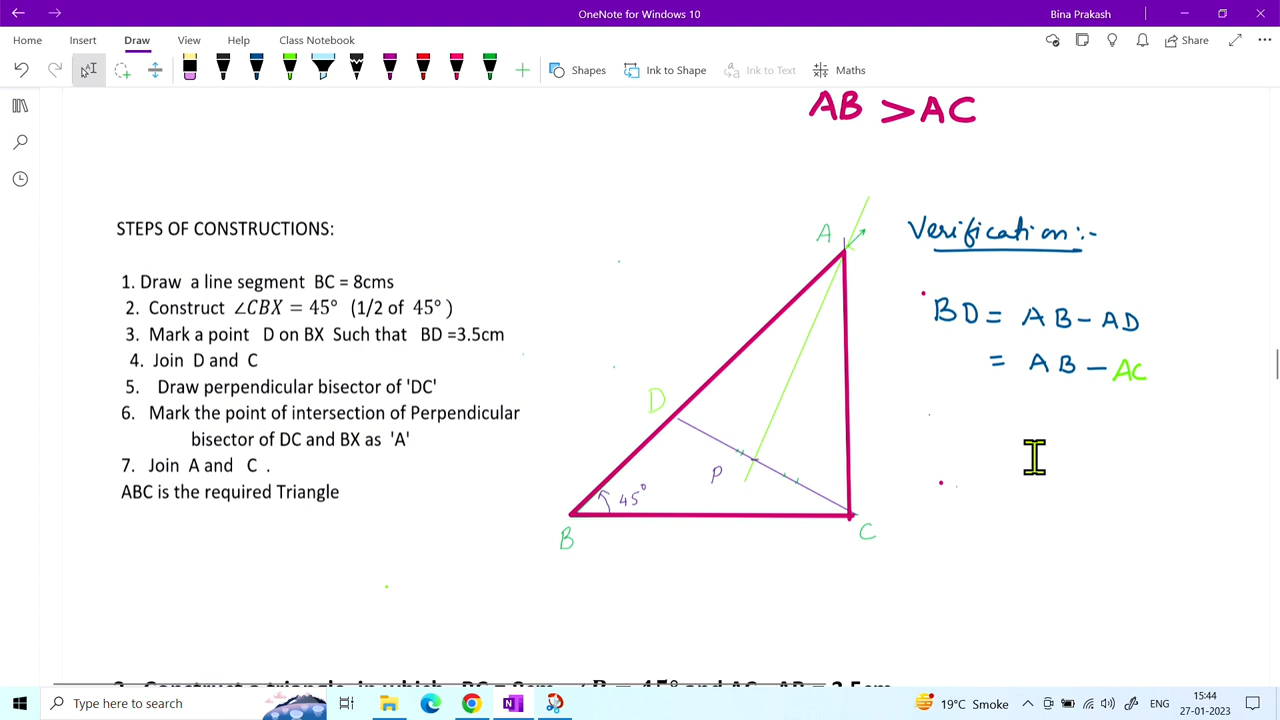 OneNote for Windows 10
Bina Prakash
Home Insert Draw View Help Class Notebook
Share
Shapes Ink to Shape Ink to Text Maths
AB > AC
STEPS OF CONSTRUCTIONS:
1. Draw a line segment BC = 8cms
2. Construct ∠CBX = 45° (1/2 of 45° )
3. Mark a point D on BX Such that BD =3.5cm
4. Join D and C
5. Draw perpendicular bisector of 'DC'
6. Mark the point of intersection of Perpendicular
bisector of DC and BX as 'A'
7. Join A and C .
ABC is the required Triangle
A
D
P
45°
B
C
Verification:-
BD = AB - AD
= AB - AC
Type here to search
19°C Smoke
ENG
15:44
27-01-2023